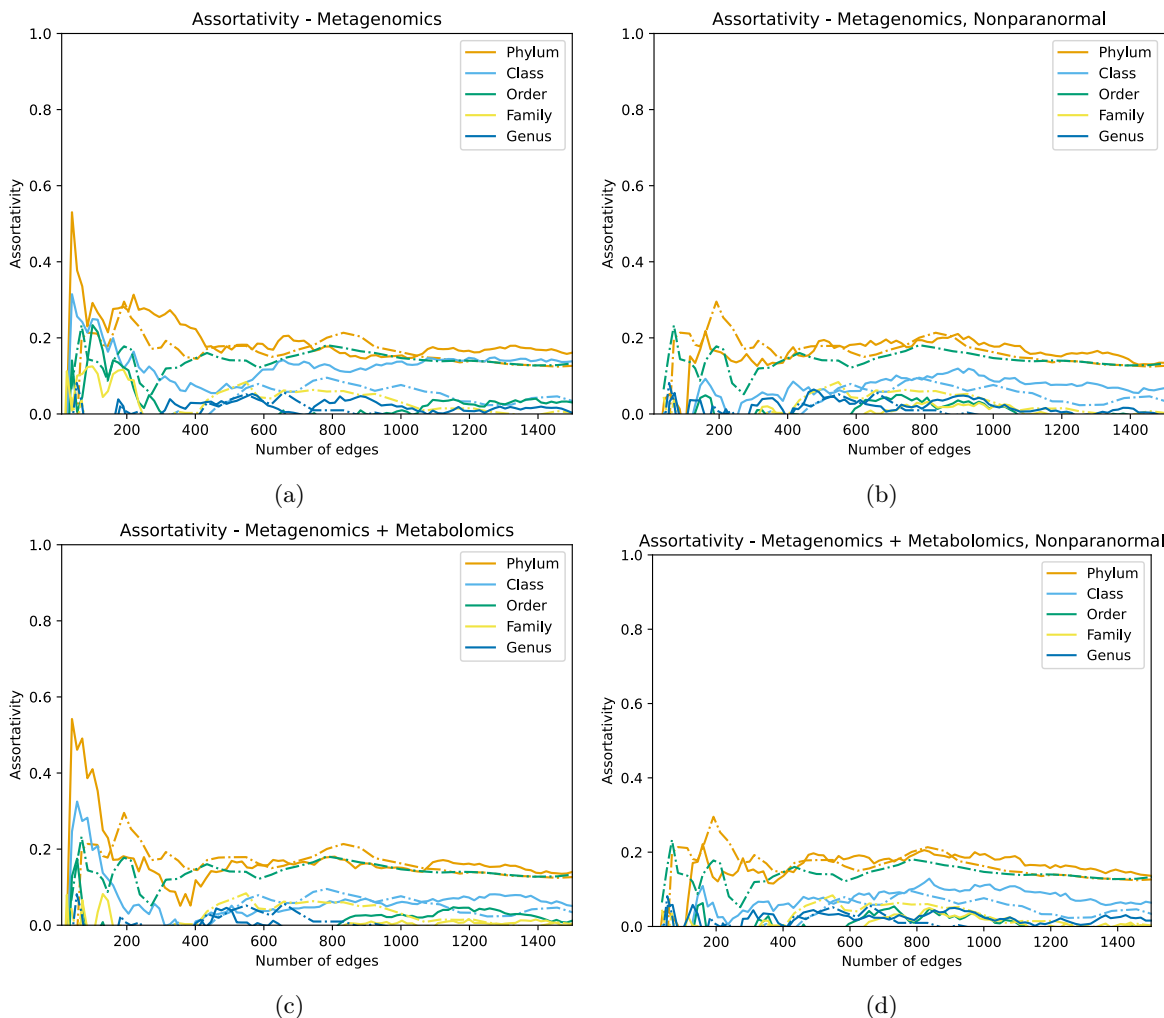 Assortativity - Metagenomics
1.0
0.8
0.6
0.4
0.2
0.0
Assortativity
Phylum
Class
Order
Family
Genus
200 400 600 800 1000 1200 1400
Number of edges
(a)
Assortativity - Metagenomics, Nonparanormal
1.0
0.8
0.6
0.4
0.2
0.0
Assortativity
Phylum
Class
Order
Family
Genus
200 400 600 800 1000 1200 1400
Number of edges
(b)
Assortativity - Metagenomics + Metabolomics
1.0
0.8
0.6
0.4
0.2
0.0
Assortativity
Phylum
Class
Order
Family
Genus
200 400 600 800 1000 1200 1400
Number of edges
(c)
Assortativity - Metagenomics + Metabolomics, Nonparanormal
1.0
0.8
0.6
0.4
0.2
0.0
Assortativity
Phylum
Class
Order
Family
Genus
200 400 600 800 1000 1200 1400
Number of edges
(d)